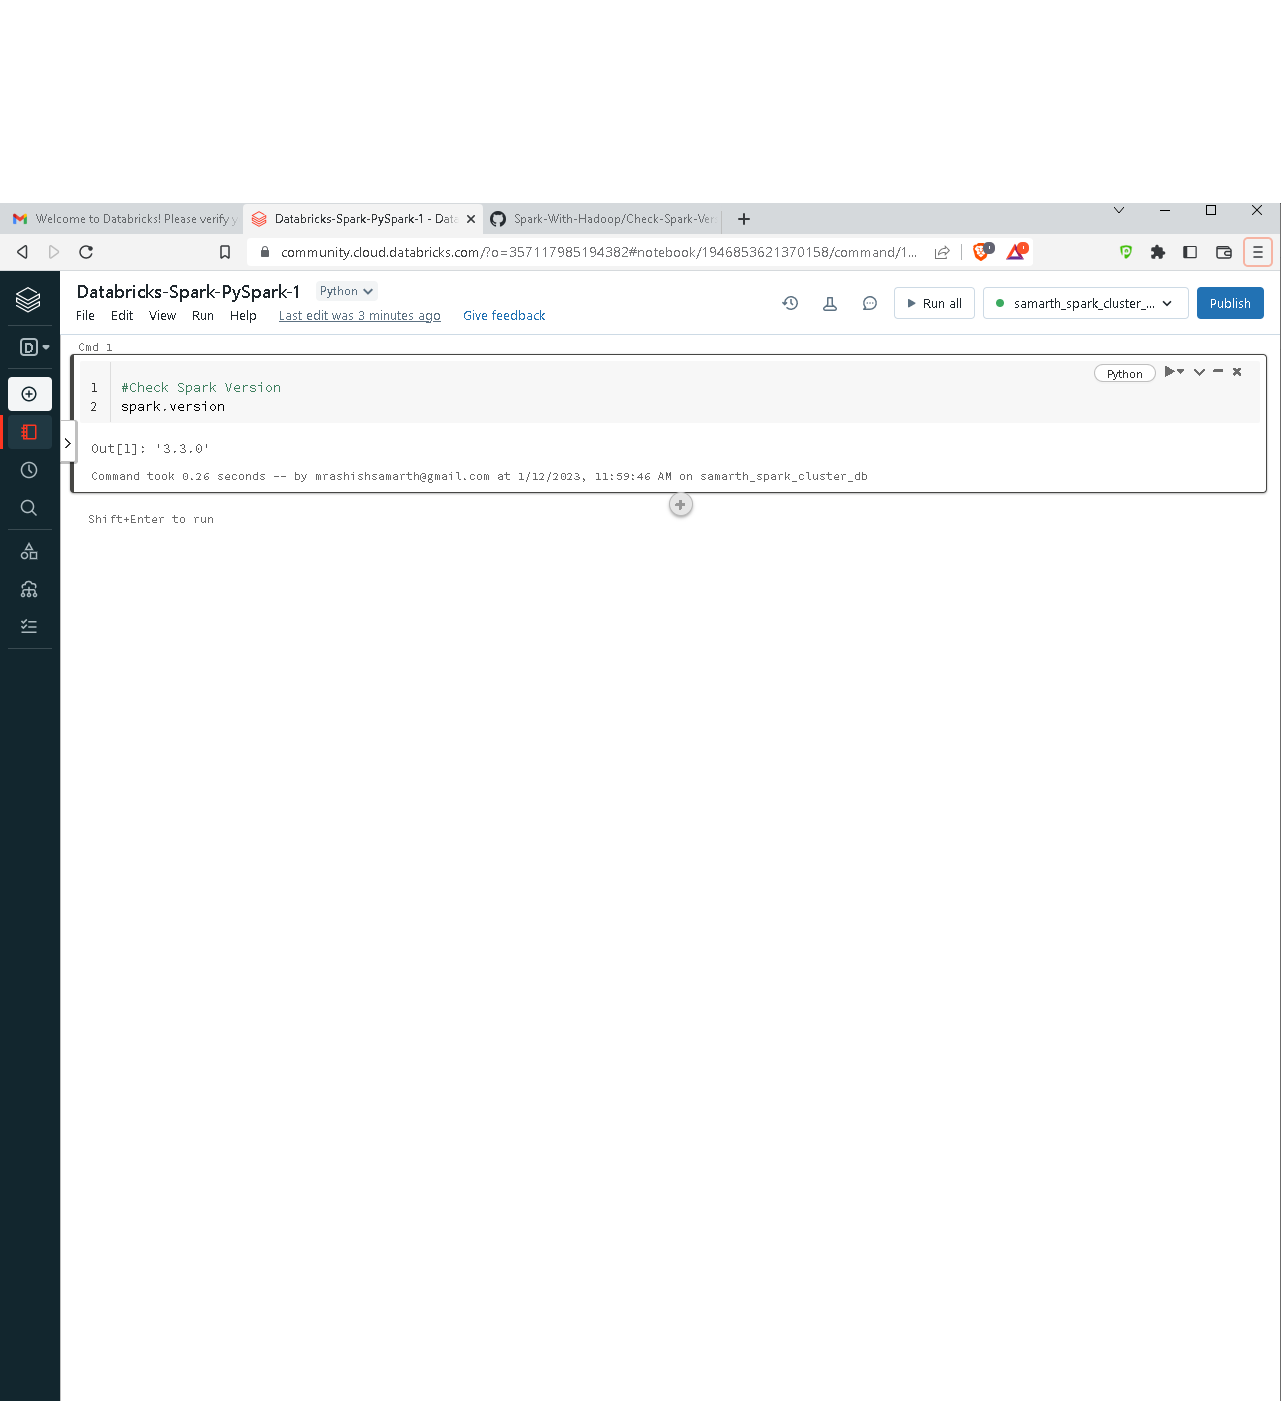 Welcome to Databricks! Please verify y
Databricks-Spark-PySpark-1 - Data
Spark-With-Hadoop/Check-Spark-Ver
community.cloud.databricks.com/?o=357117985194382#notebook/1946853621370158/command/1...
Databricks-Spark-PySpark-1
Python
File Edit View Run Help Last edit was 3 minutes ago Give feedback
Run all
samarth_spark_cluster_...
Publish
D
Cmd 1
Python
1 #Check Spark Version
2 spark.version
Out[1]: '3.3.0'
Command took 0.26 seconds -- by mrashishsamarth@gmail.com at 1/12/2023, 11:59:46 AM on samarth_spark_cluster_db
Shift+Enter to run